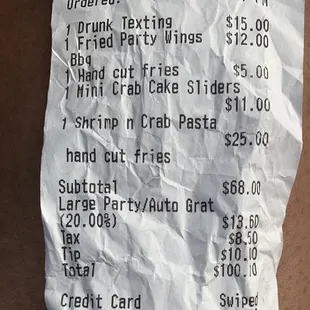 Ordered:
1 Drunk Texting $15.00
1 Fried Party Wings $12.00
Bbq
1 Hand cut fries $5.00
1 Mini Crab Cake Sliders
$11.00
1 Shrimp n Crab Pasta
$25.00
hand cut fries
Subtotal $68.00
Large Party/Auto Grat
(20.00%) $13.60
Tax $8.50
Tip $10.10
Total $100.10
Credit Card Swiped